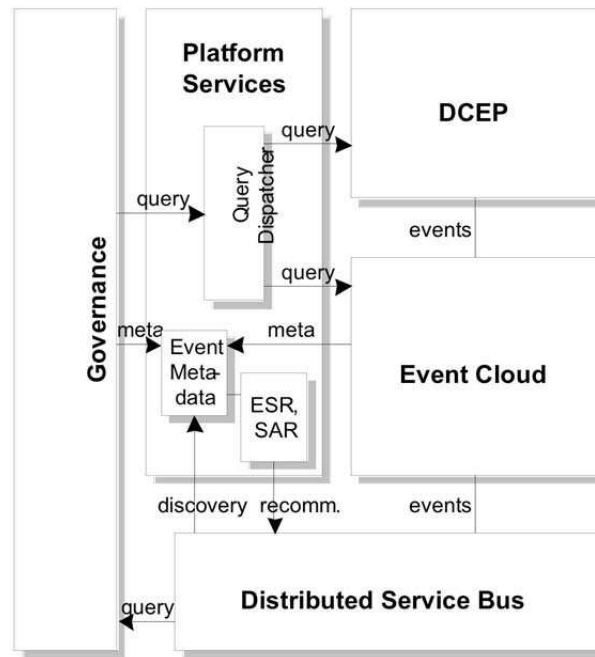 Platform
Services
DCEP
query
Query
Dispatcher
query
events
query
Governance
meta
meta
Event
Meta-
data
Event Cloud
ESR,
SAR
discovery
recomm.
events
query
Distributed Service Bus